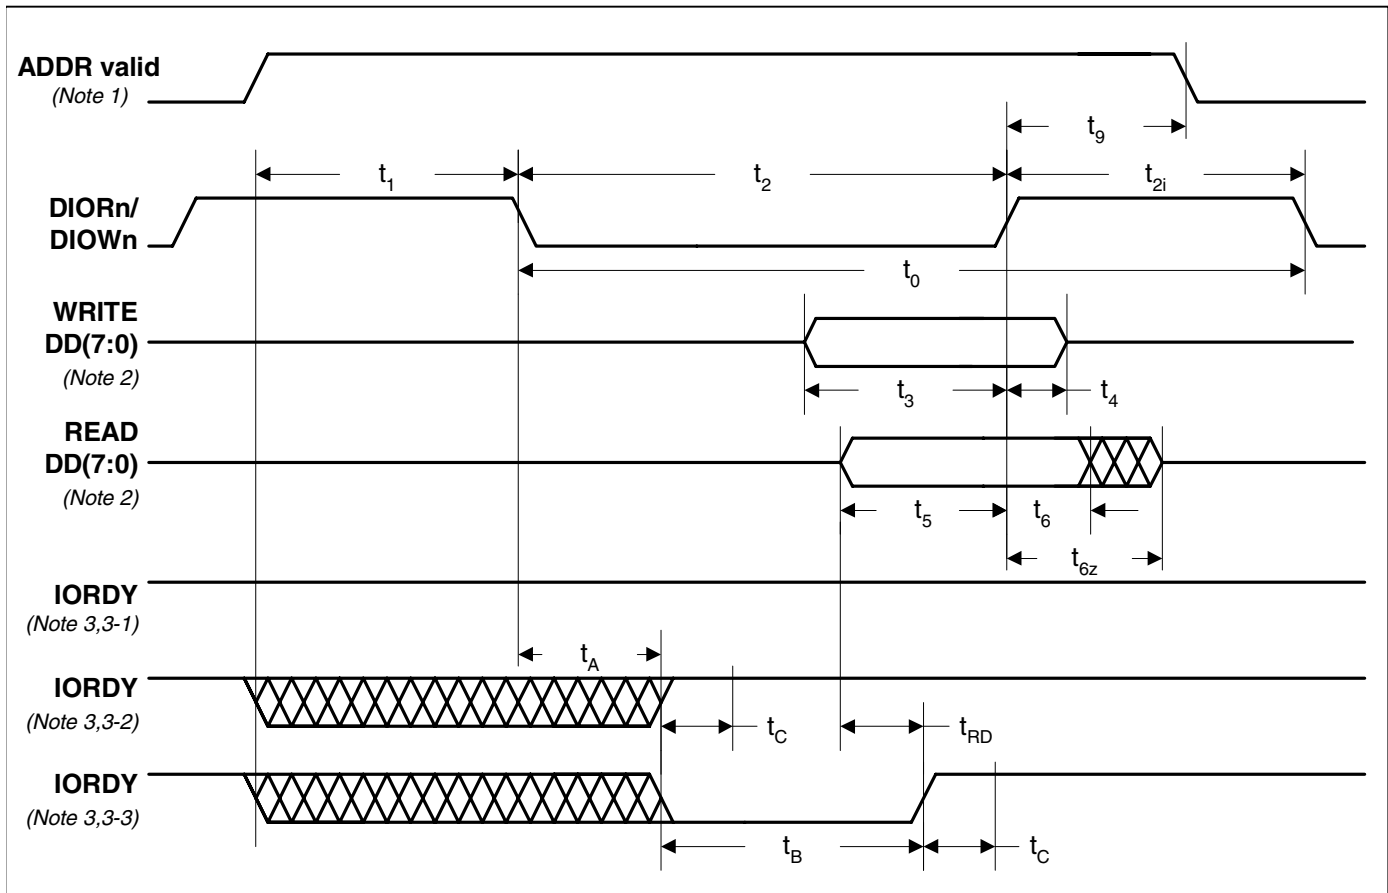 ADDR valid
(Note 1)
t9
t1
t2
t2i
DIORn/
DIOWn
t0
WRITE
DD(7:0)
(Note 2)
t3
t4
READ
DD(7:0)
(Note 2)
t5
t6
t6z
IORDY
(Note 3,3-1)
tA
IORDY
(Note 3,3-2)
tC
tRD
IORDY
(Note 3,3-3)
tB
tC